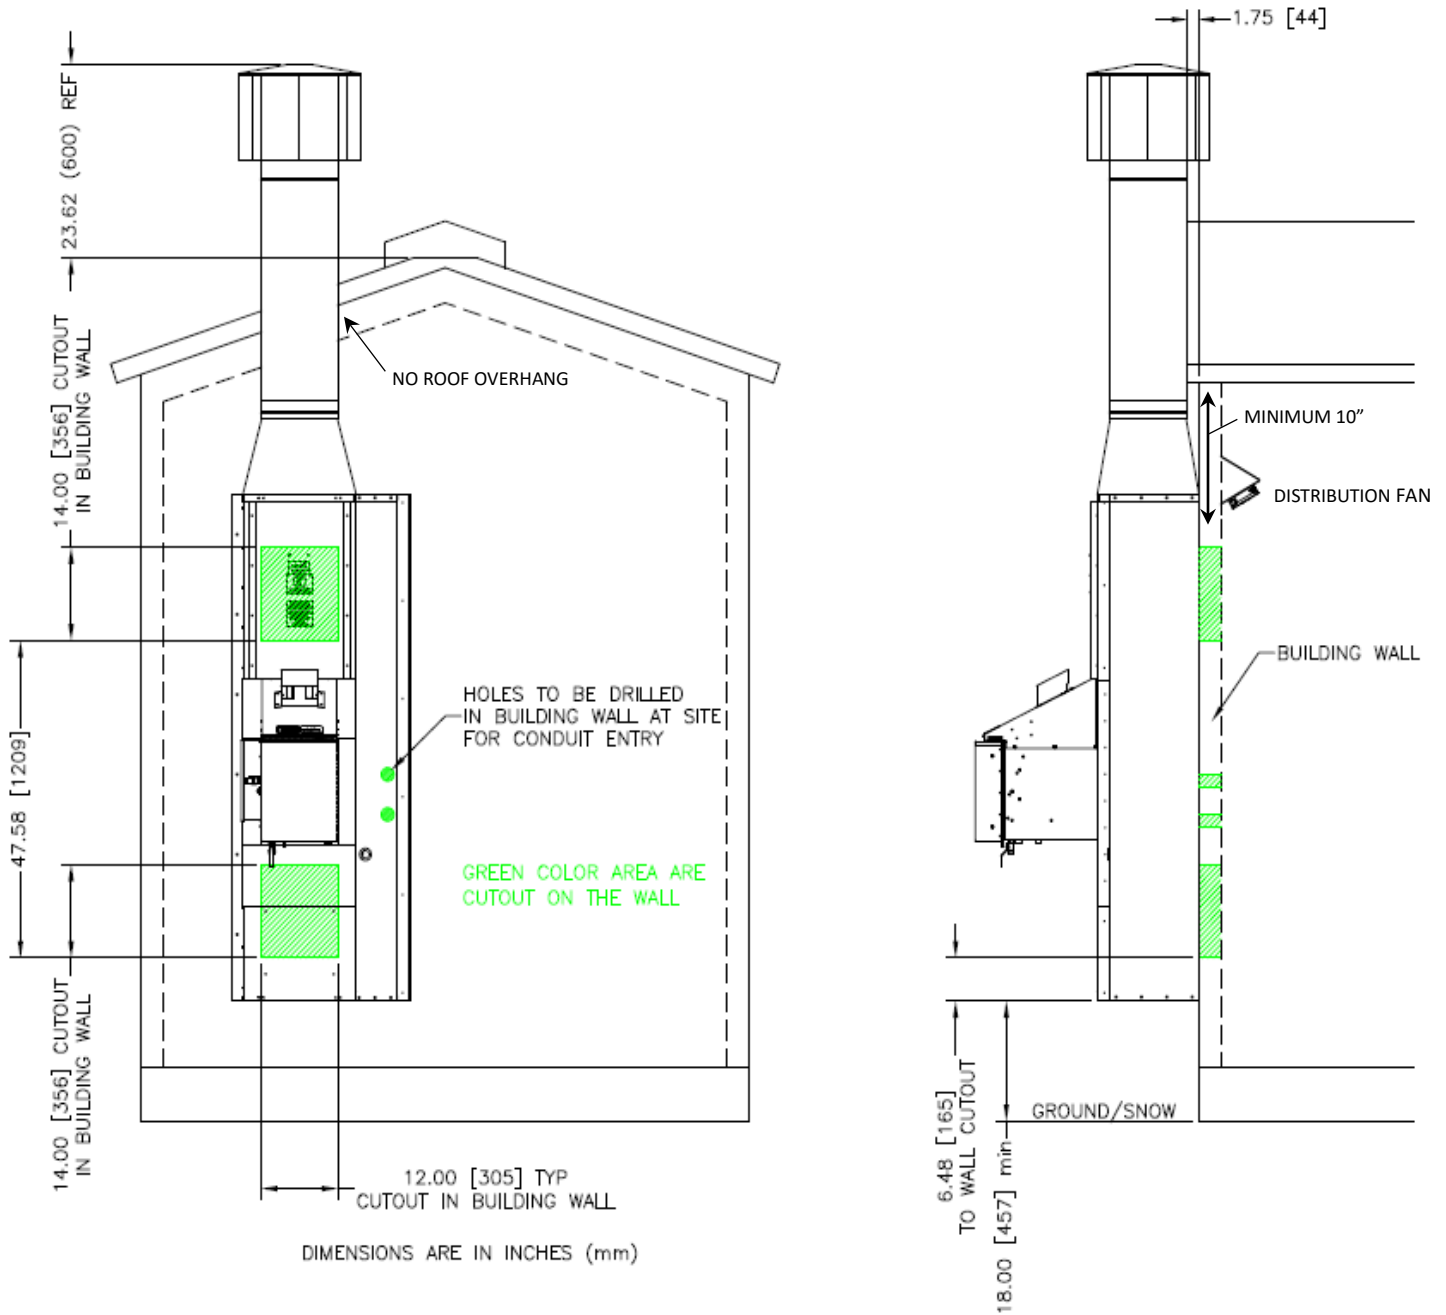 1.75 [44]
23.62 (600) REF
14.00 [356] CUTOUT
IN BUILDING WALL
NO ROOF OVERHANG
MINIMUM 10”
DISTRIBUTION FAN
BUILDING WALL
HOLES TO BE DRILLED
IN BUILDING WALL AT SITE
FOR CONDUIT ENTRY
47.58 [1209]
GREEN COLOR AREA ARE
CUTOUT ON THE WALL
14.00 [356] CUTOUT
IN BUILDING WALL
6.48 [165]
TO WALL CUTOUT
18.00 [457] min
GROUND/SNOW
12.00 [305] TYP
CUTOUT IN BUILDING WALL
DIMENSIONS ARE IN INCHES (mm)